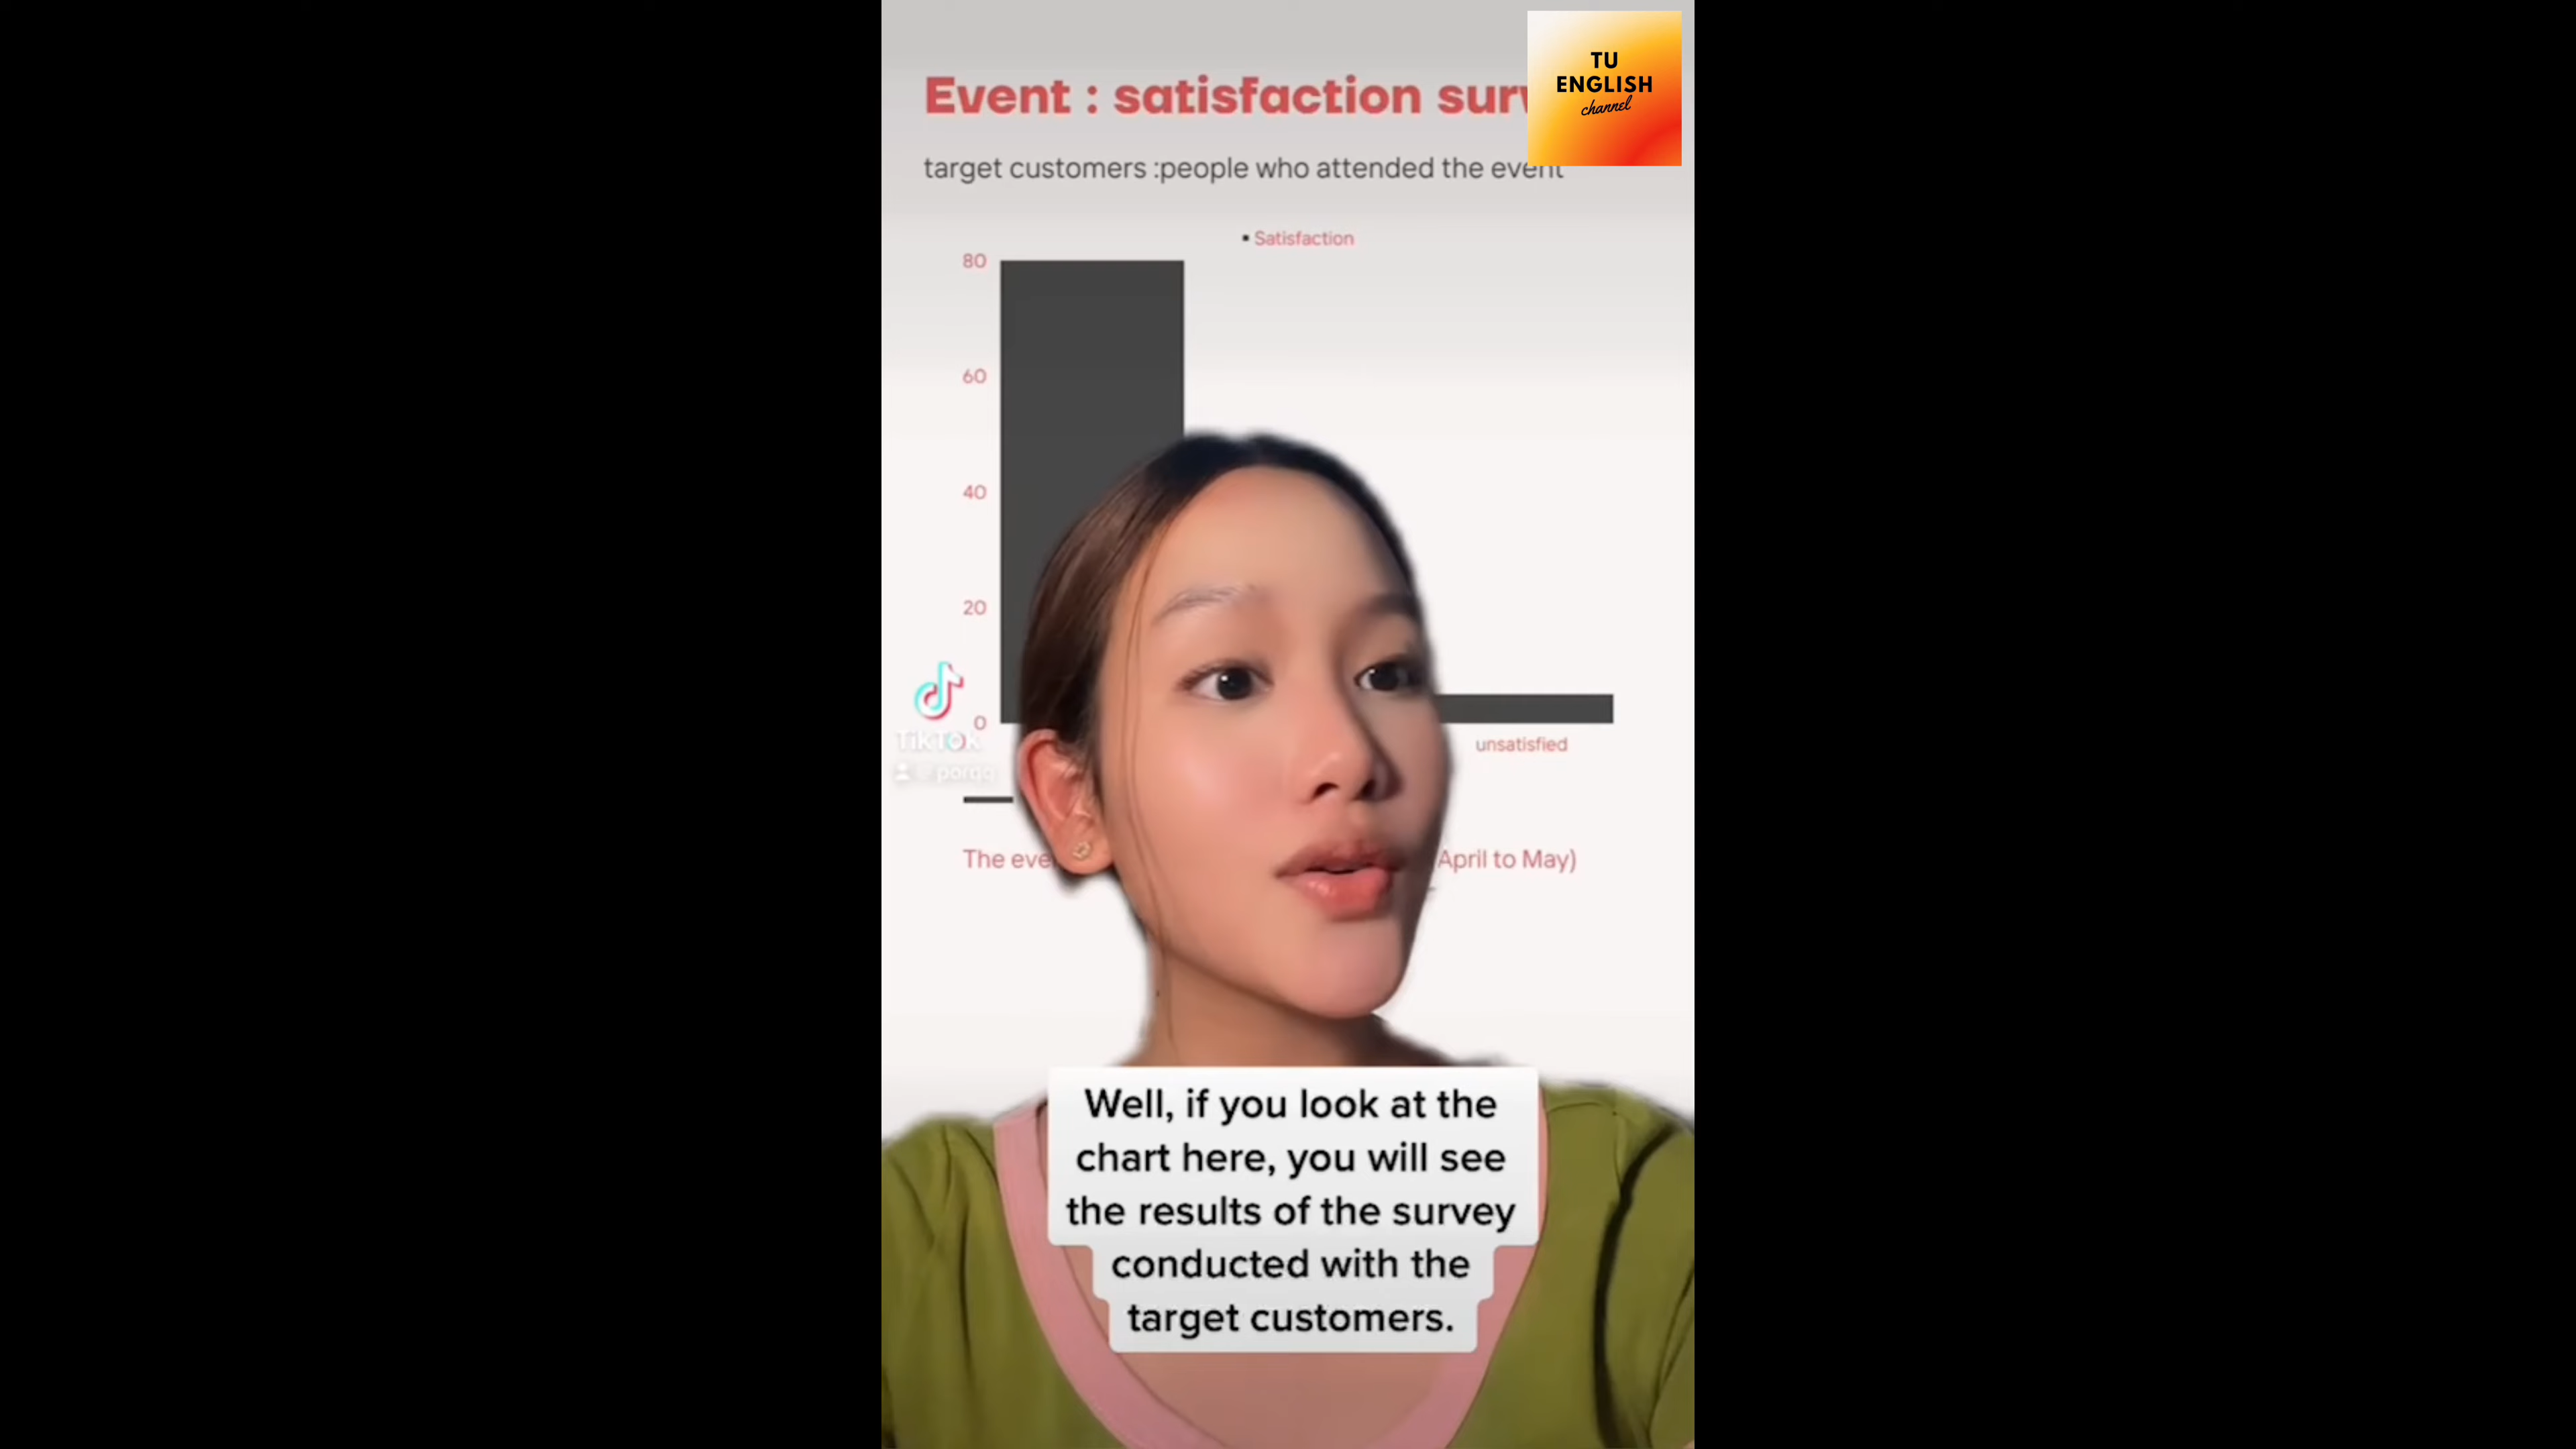 TU
ENGLISH
channel
Event : satisfaction
target customers :people who attended the event
Satisfaction
80
60
40
20
0
TikTok
unsatisfied
The
April to May)
Well, if you look at the
chart here, you will see
the results of the survey
conducted with the
target customers.